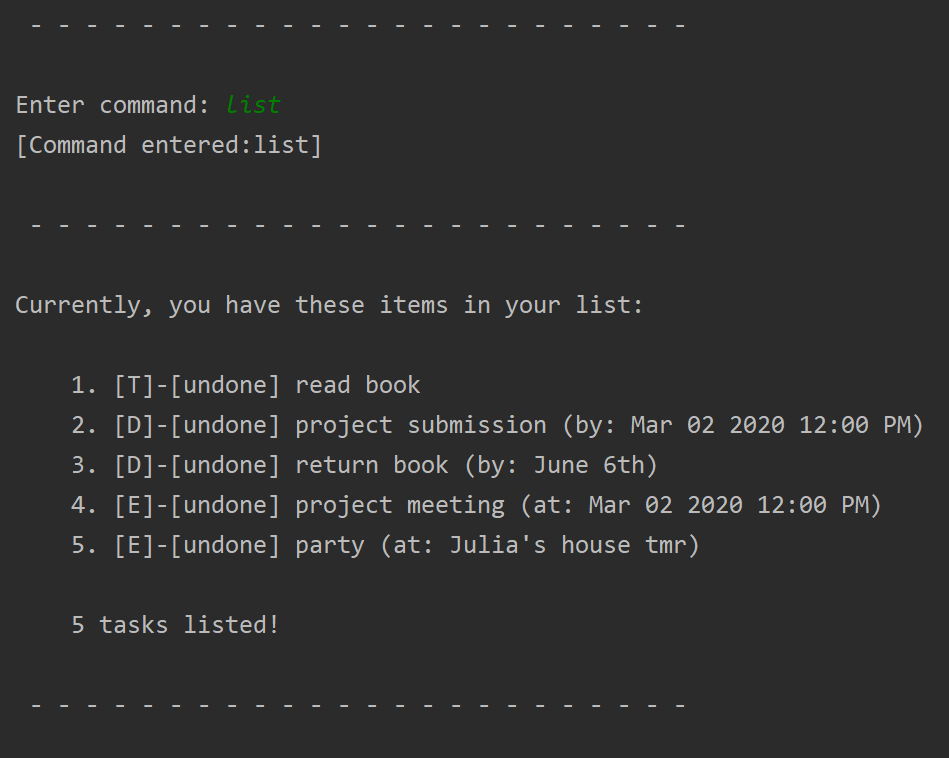 - - - - - - - - - - - - - - - - - - - - - - - -
Enter command: list
[Command entered:list]
- - - - - - - - - - - - - - - - - - - - - - - -
Currently, you have these items in your list:
1. [T]-[undone] read book
2. [D]-[undone] project submission (by: Mar 02 2020 12:00 PM)
3. [D]-[undone] return book (by: June 6th)
4. [E]-[undone] project meeting (at: Mar 02 2020 12:00 PM)
5. [E]-[undone] party (at: Julia's house tmr)
5 tasks listed!
- - - - - - - - - - - - - - - - - - - - - - - -